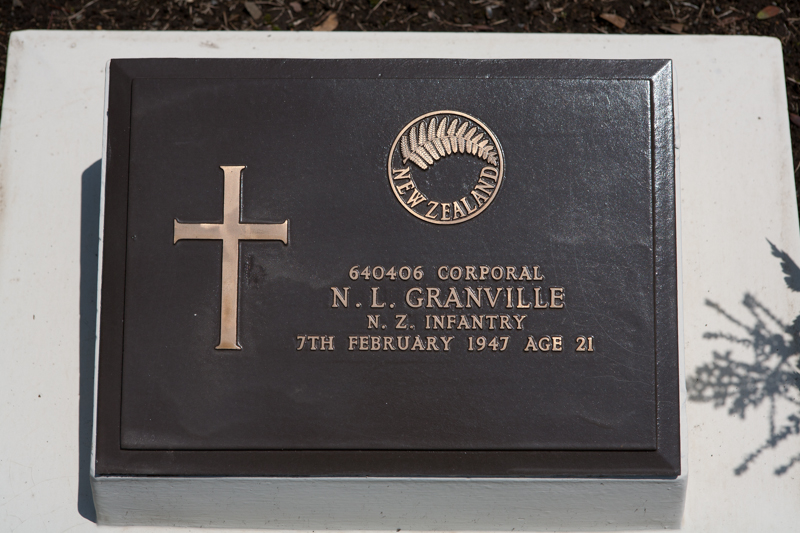 NEW ZEALAND
640406 CORPORAL
N. L. GRANVILLE
N. Z. INFANTRY
7TH FEBRUARY 1947 AGE 21